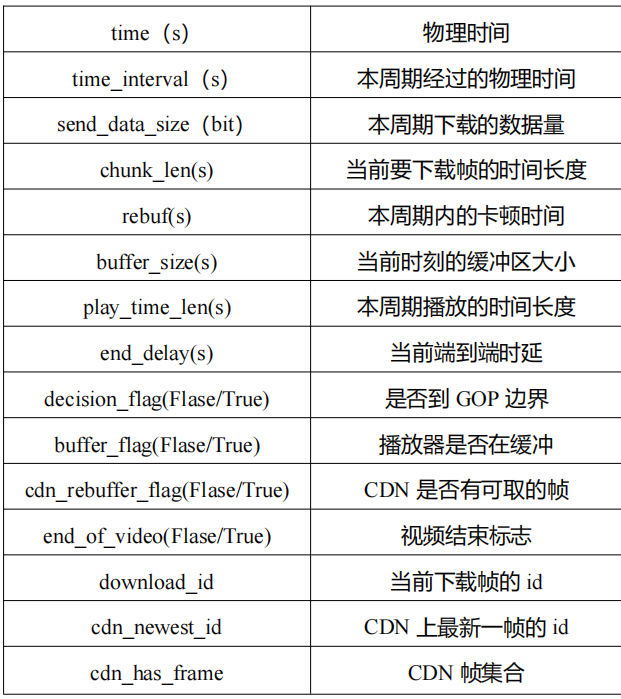 time（s） 物理时间
time_interval（s） 本周期经过的物理时间
send_data_size（bit） 本周期下载的数据量
chunk_len(s) 当前要下载帧的时间长度
rebuf(s) 本周期内的卡顿时间
buffer_size(s) 当前时刻的缓冲区大小
play_time_len(s) 本周期播放的时间长度
end_delay(s) 当前端到端时延
decision_flag(Flase/True) 是否到 GOP 边界
buffer_flag(Flase/True) 播放器是否在缓冲
cdn_rebuffer_flag(Flase/True) CDN 是否有可取的帧
end_of_video(Flase/True) 视频结束标志
download_id 当前下载帧的 id
cdn_newest_id CDN 上最新一帧的 id
cdn_has_frame CDN 帧集合